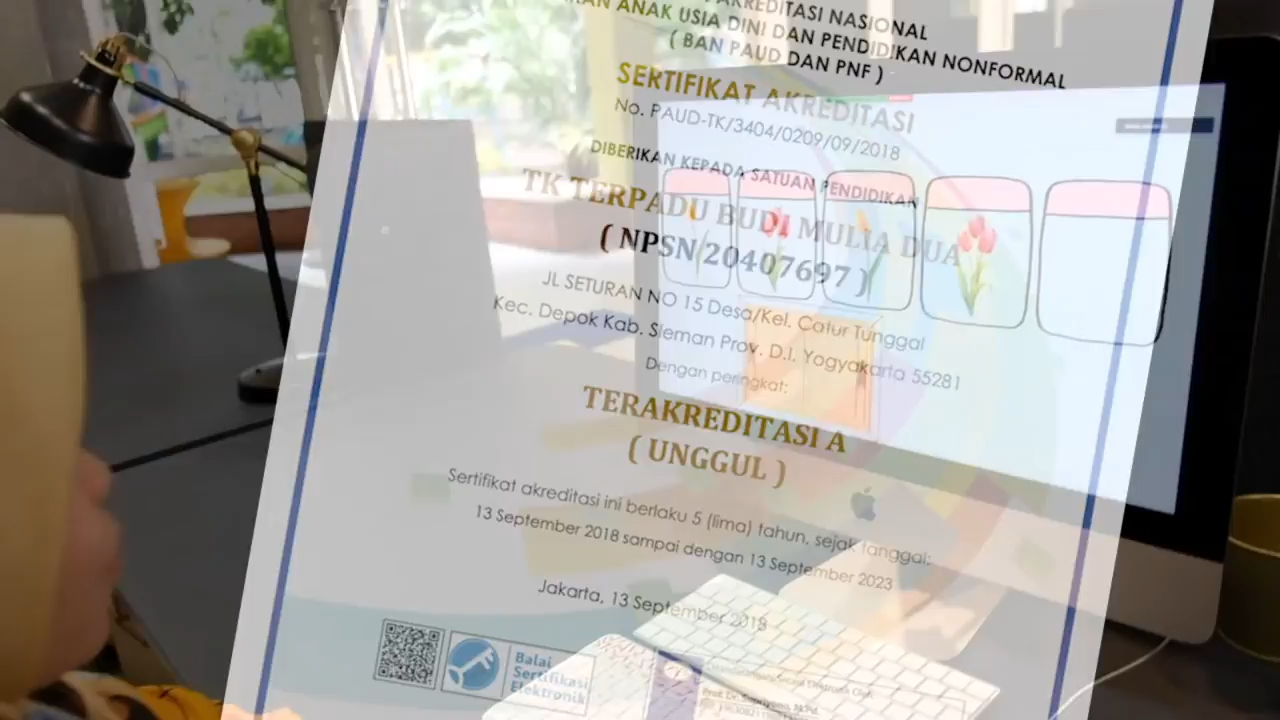 AKREDITASI NASIONAL
ANAK USIA DINI DAN PENDIDIKAN NONFORMAL
( BAN PAUD DAN PNF )
SERTIFIKAT AKREDITASI
No. PAUD-TK/3404/0209/09/2018
DIBERIKAN KEPADA SATUAN PENDIDIKAN
TK TERPADU BUDI MULIA DUA
( NPSN 20407697 )
JL SETURAN NO 15 Desa/Kel. Catur Tunggal
Kec. Depok Kab. Sleman Prov. D.I. Yogyakarta 55281
Dengan peringkat:
TERAKREDITASI A
( UNGGUL )
Sertifikat akreditasi ini berlaku 5 (lima) tahun, sejak tanggal:
13 September 2018 sampai dengan 13 September 2023
Jakarta, 13 September 2018
Balai
Sertifikasi
Elektronik